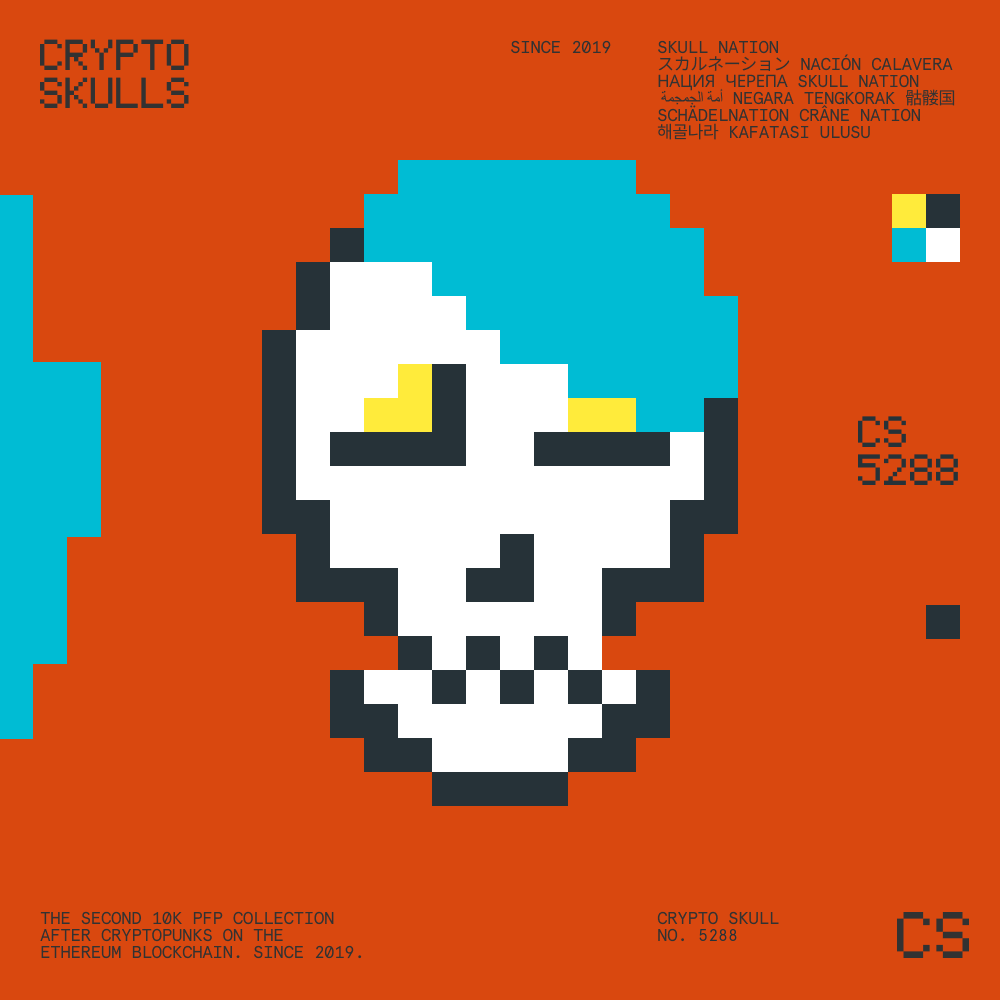 CRYPTO
SKULLS
SINCE 2019
SKULL NATION
スカルネーション NACIÓN CALAVERA
НАЦИЯ ЧЕРЕПА SKULL NATION
أمة الجمجمة NEGARA TENGKORAK 骷髅国
SCHÄDELNATION CRÂNE NATION
해골나라 KAFATASI ULUSU
CS
5288
THE SECOND 10K PFP COLLECTION
AFTER CRYPTOPUNKS ON THE
ETHEREUM BLOCKCHAIN. SINCE 2019.
CRYPTO SKULL
NO. 5288
CS